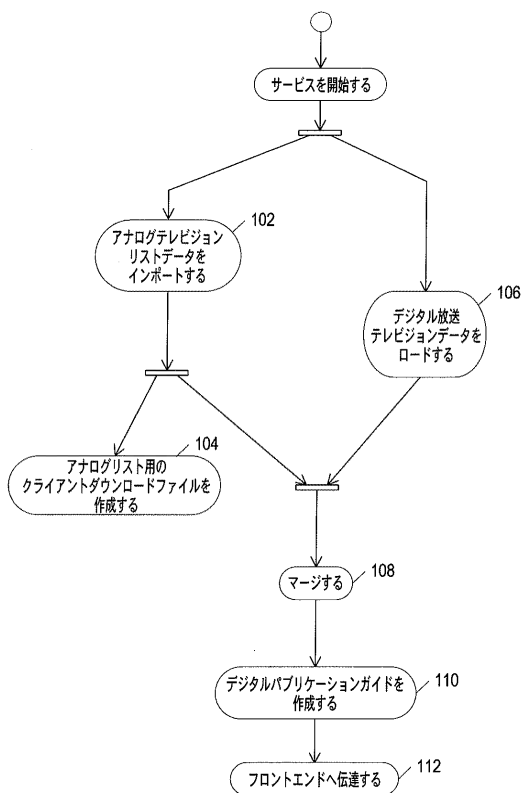 サービスを開始する
102
アナログテレビジョン
リストデータを
インポートする
106
デジタル放送
テレビジョンデータを
ロードする
104
アナログリスト用の
クライアントダウンロードファイルを
作成する
108
マージする
110
デジタルパブリケーションガイドを
作成する
112
フロントエンドへ伝達する